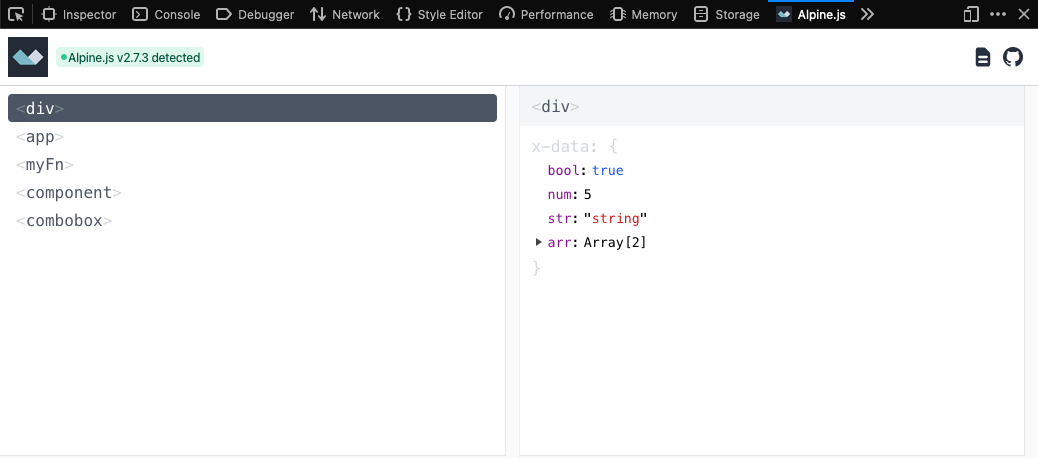 Inspector Console Debugger Network {} Style Editor Performance Memory Storage Alpine.js
Alpine.js v2.7.3 detected
<div>
<app>
<myFn>
<component>
<combobox>
<div>
x-data: {
bool: true
num: 5
str: "string"
arr: Array[2]
}